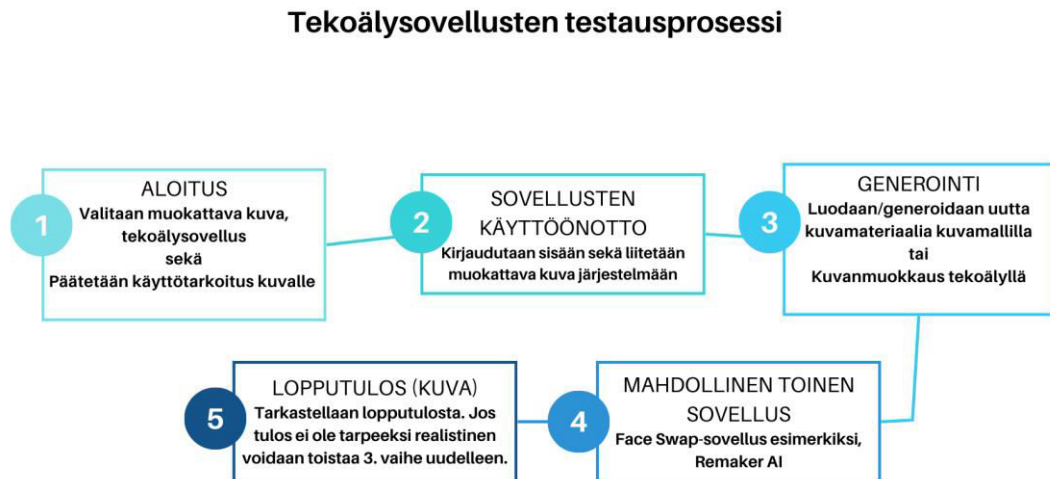 Tekoälysovellusten testausprosessi
1
ALOITUS
Valitaan muokattava kuva,
tekoälysovellus
sekä
Päätetään käyttötarkoitus kuvalle
2
SOVELLUSTEN
KÄYTTÖÖNOTTO
Kirjaudutaan sisään sekä liitetään
muokattava kuva järjestelmään
3
GENEROINTI
Luodaan/generoidaan uutta
kuvamateriaalia kuvamallilla
tai
Kuvanmuokkaus tekoälyllä
4
MAHDOLLINEN TOINEN
SOVELLUS
Face Swap-sovellus esimerkiksi,
Remaker AI
5
LOPPUTULOS (KUVA)
Tarkastellaan lopputulosta. Jos
tulos ei ole tarpeeksi realistinen
voidaan toistaa 3. vaihe uudelleen.